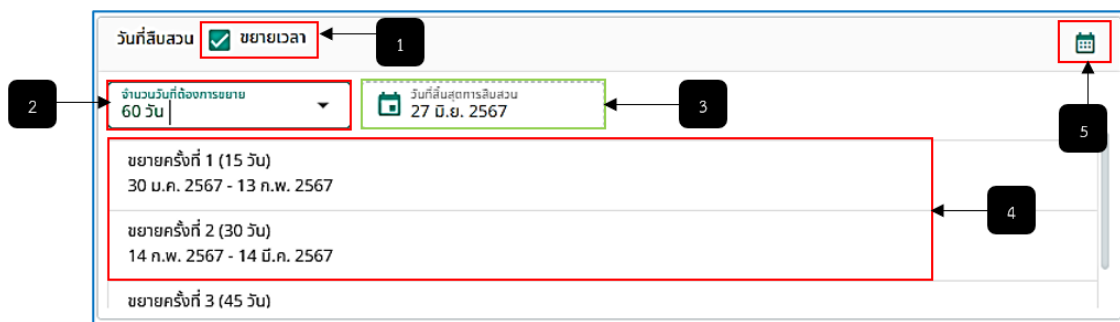 วันที่สืบสวน ขยายเวลา
1
2
จำนวนวันที่ต้องการขยาย
60 วัน
วันที่สิ้นสุดการสืบสวน
27 มิ.ย. 2567
3
5
ขยายครั้งที่ 1 (15 วัน)
30 ม.ค. 2567 - 13 ก.พ. 2567
4
ขยายครั้งที่ 2 (30 วัน)
14 ก.พ. 2567 - 14 มี.ค. 2567
ขยายครั้งที่ 3 (45 วัน)